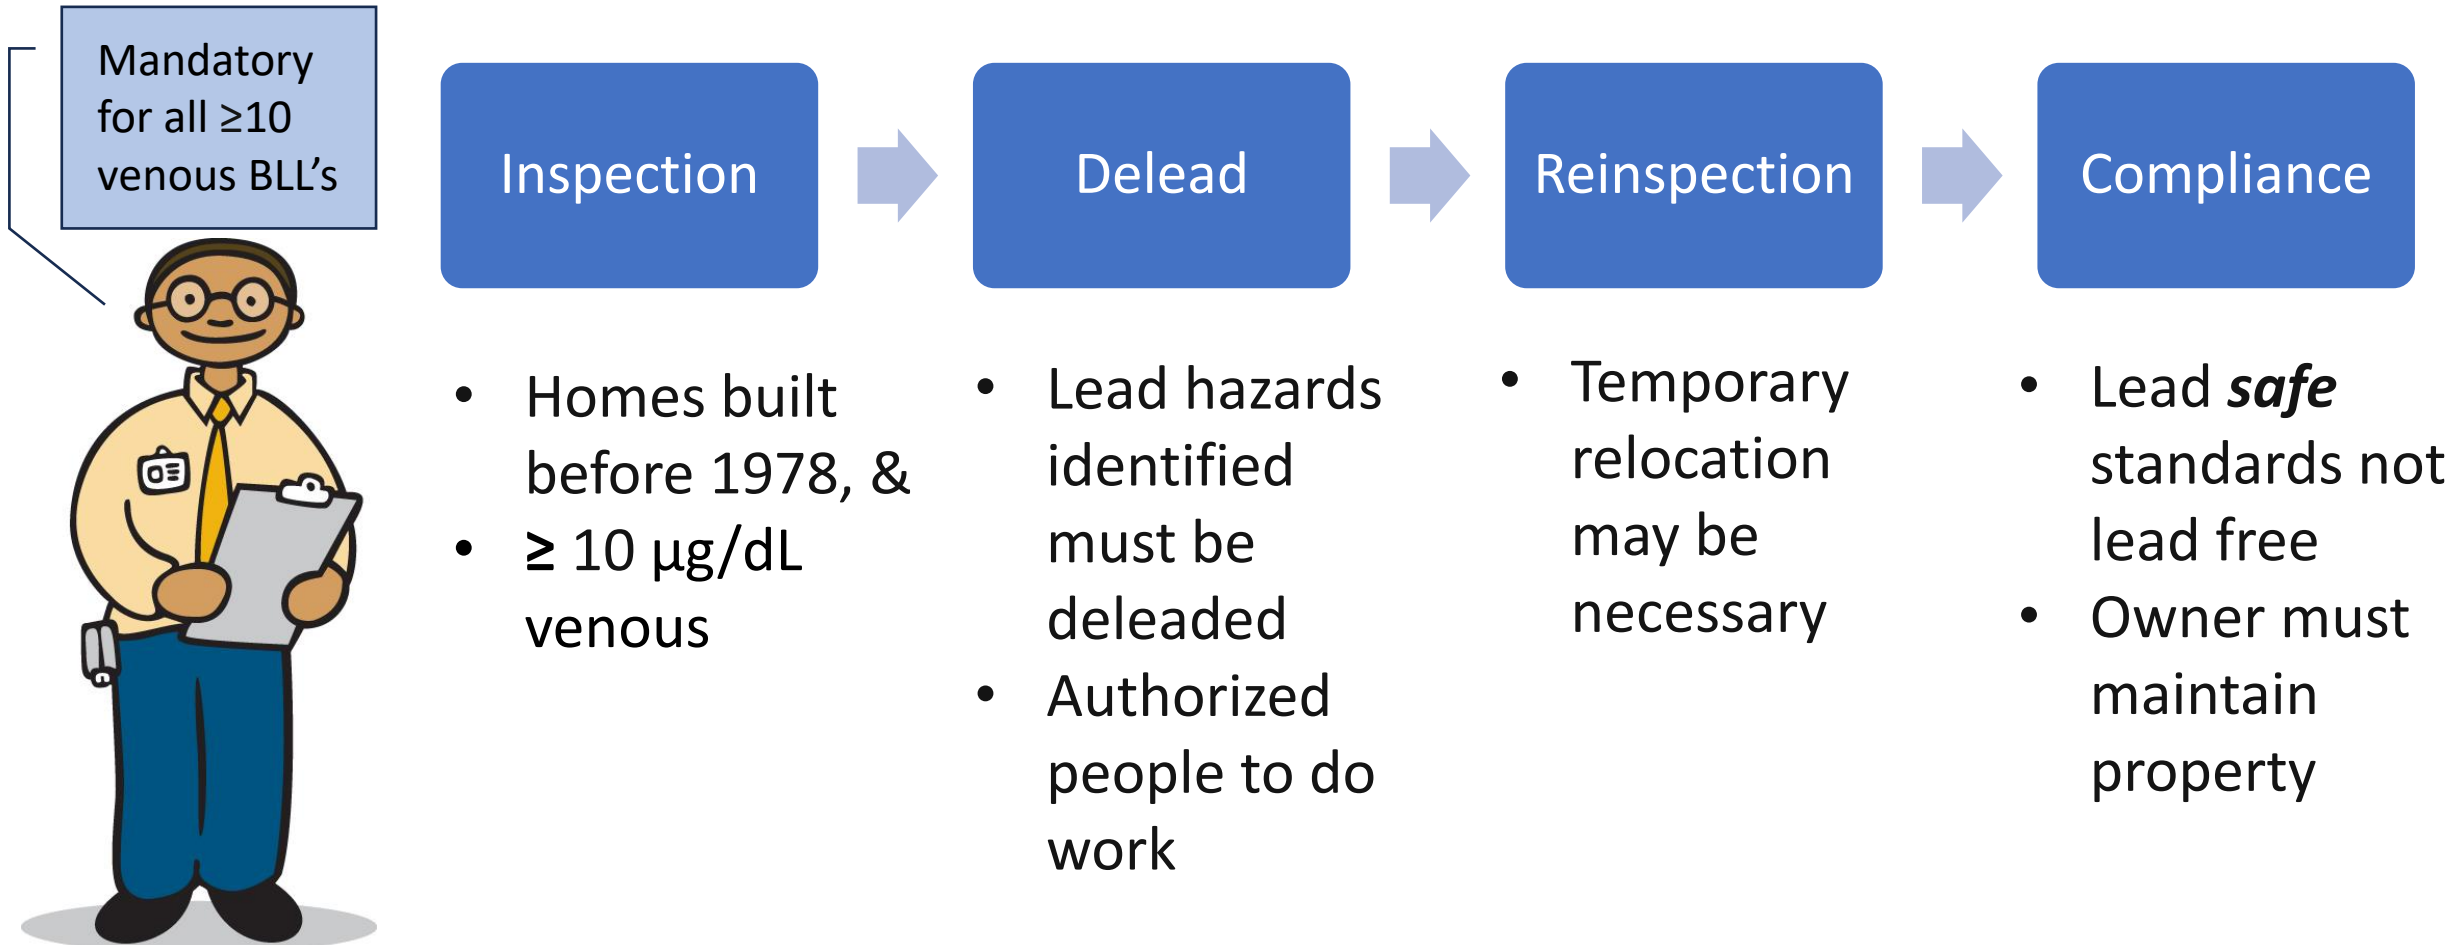 Mandatory
for all ≥10
venous BLL’s
Inspection
Delead
Reinspection
Compliance
• Homes built
before 1978, &
• ≥ 10 µg/dL
venous
• Lead hazards
identified
must be
deleaded
• Authorized
people to do
work
• Temporary
relocation
may be
necessary
• Lead safe
standards not
lead free
• Owner must
maintain
property